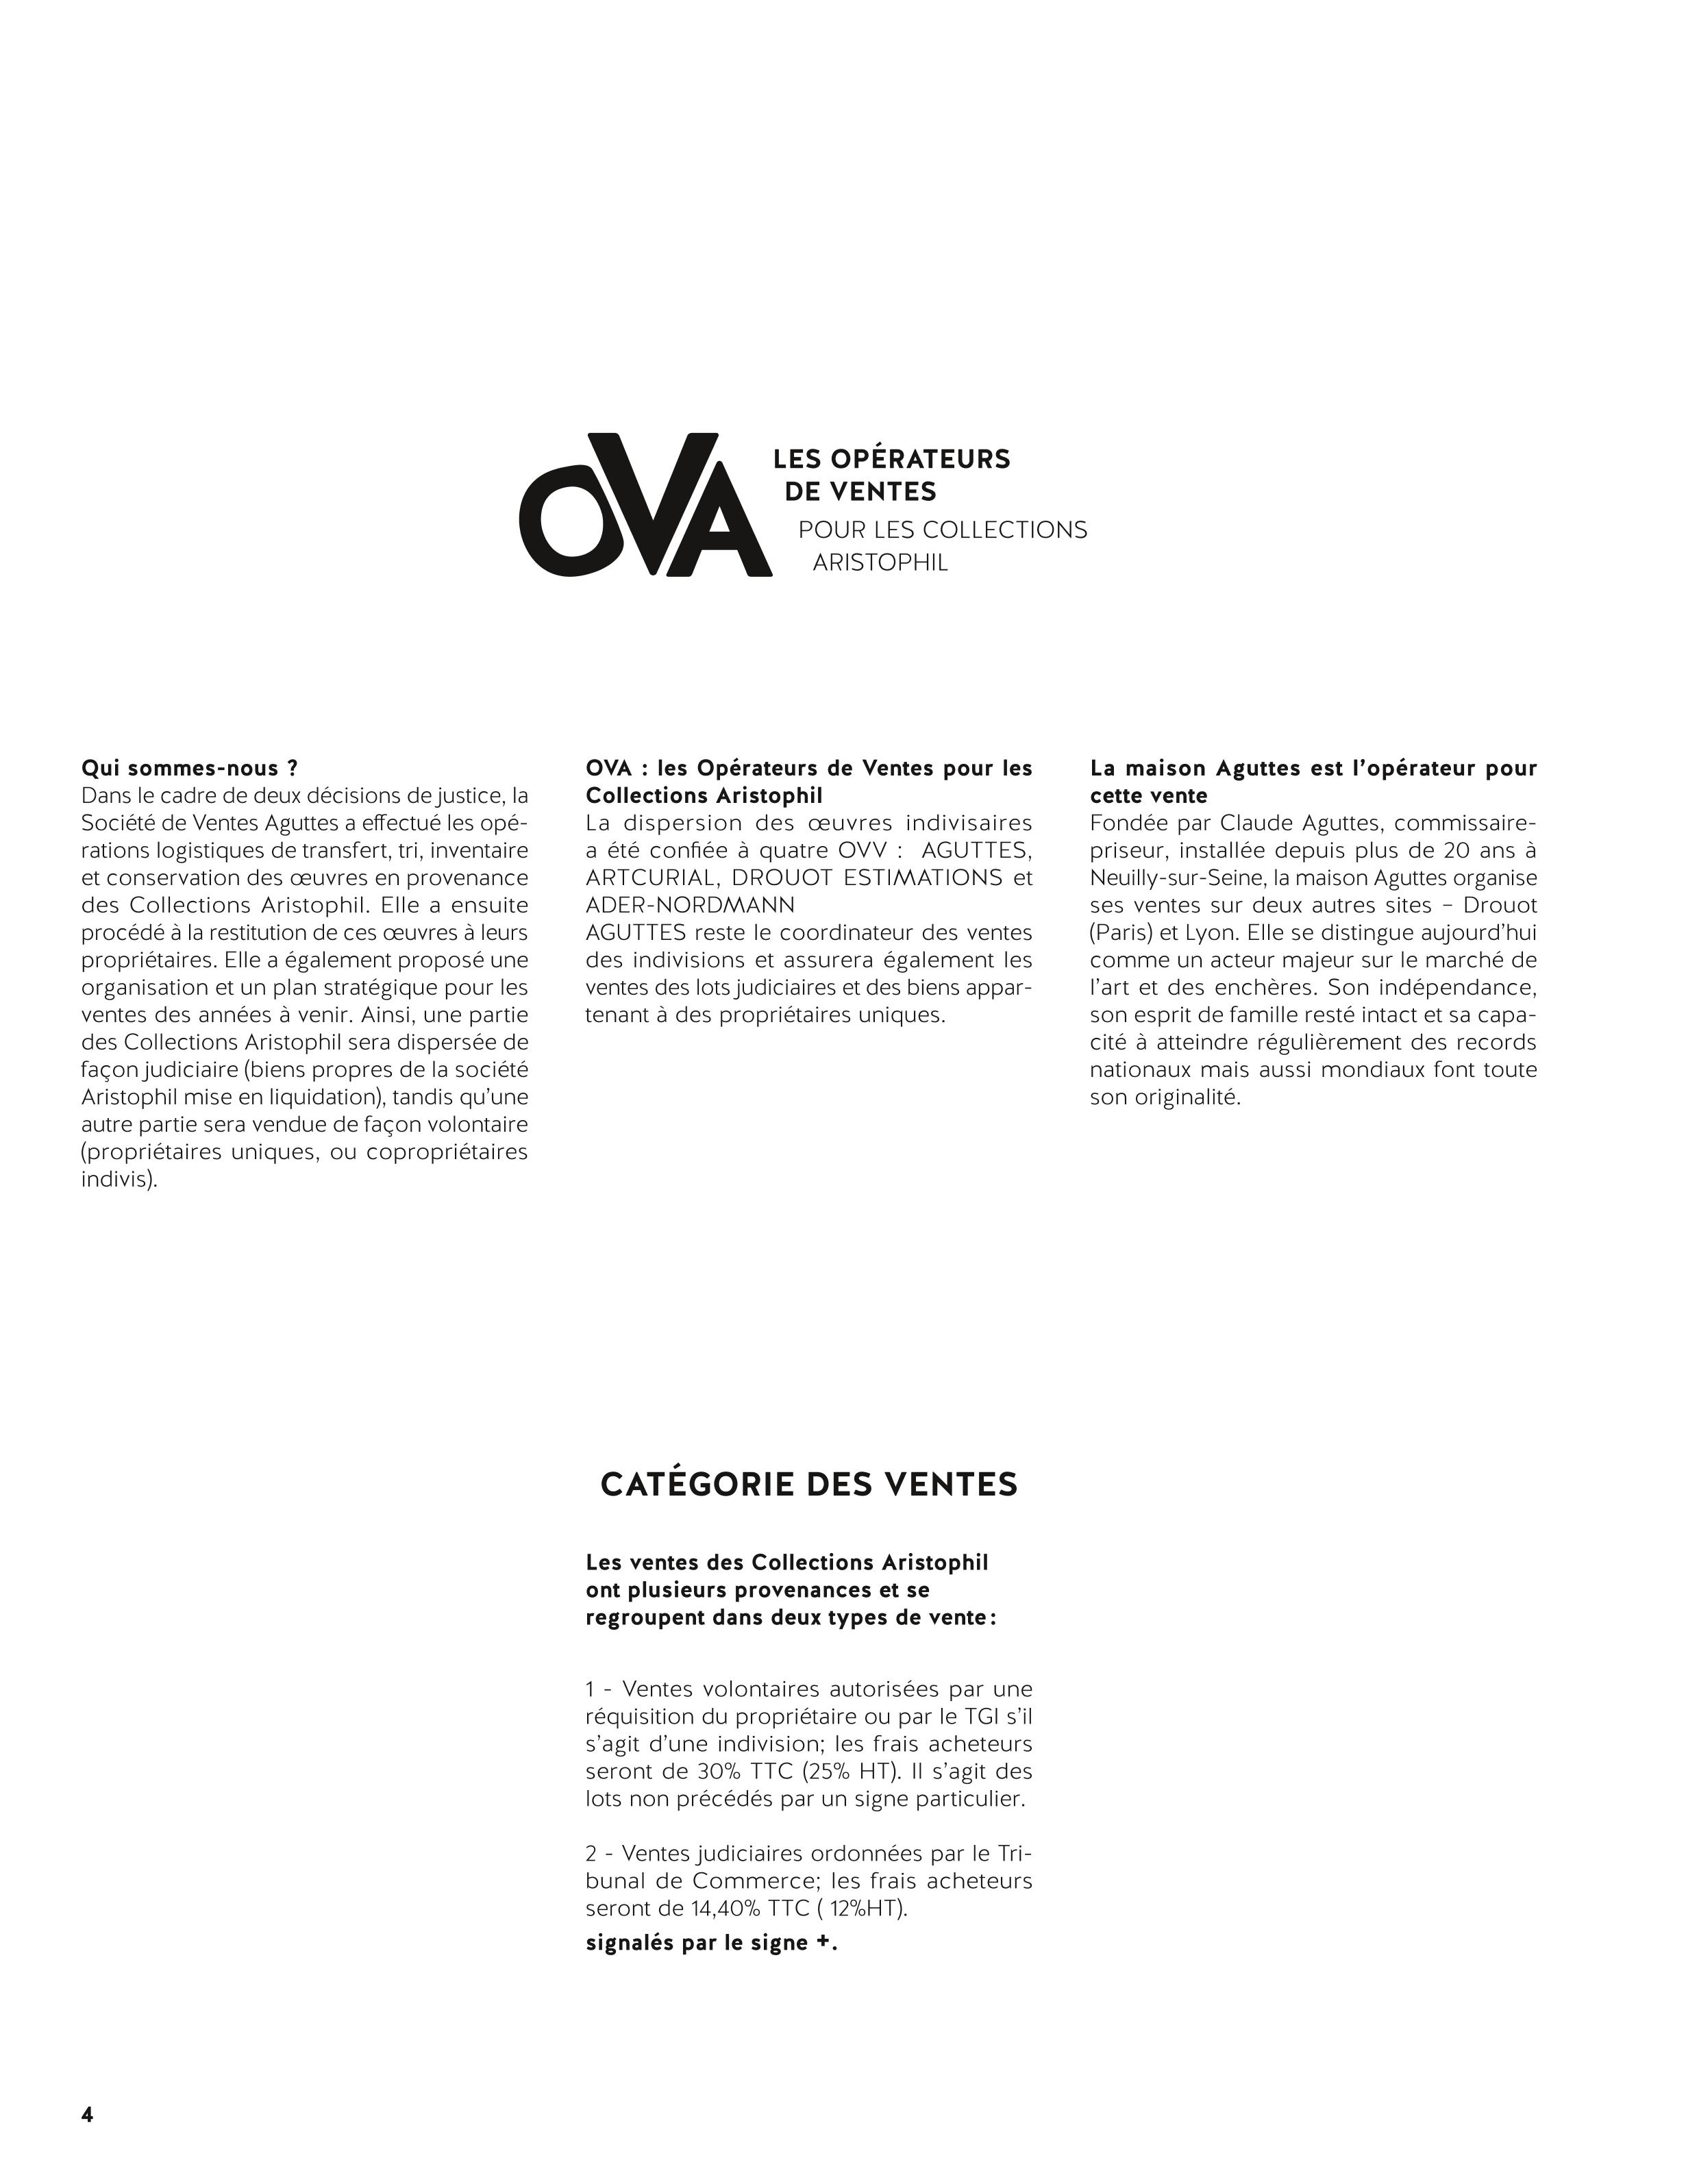 OVA
LES OPÉRATEURS
DE VENTES
POUR LES COLLECTIONS
ARISTOPHIL
Qui sommes-nous ?
Dans le cadre de deux décisions de justice, la
Société de Ventes Aguttes a effectué les opé-
rations logistiques de transfert, tri, inventaire
et conservation des œuvres en provenance
des Collections Aristophil. Elle a ensuite
procédé à la restitution de ces œuvres à leurs
propriétaires. Elle a également proposé une
organisation et un plan stratégique pour les
ventes des années à venir. Ainsi, une partie
des Collections Aristophil sera dispersée de
façon judiciaire (biens propres de la société
Aristophil mise en liquidation), tandis qu’une
autre partie sera vendue de façon volontaire
(propriétaires uniques, ou copropriétaires
indivis).
OVA : les Opérateurs de Ventes pour les
Collections Aristophil
La dispersion des œuvres indivisaires
a été confiée à quatre OVV : AGUTTES,
ARTCURIAL, DROUOT ESTIMATIONS et
ADER-NORDMANN
AGUTTES reste le coordinateur des ventes
des indivisions et assurera également les
ventes des lots judiciaires et des biens appar-
tenant à des propriétaires uniques.
La maison Aguttes est l’opérateur pour
cette vente
Fondée par Claude Aguttes, commissaire-
priseur, installée depuis plus de 20 ans à
Neuilly-sur-Seine, la maison Aguttes organise
ses ventes sur deux autres sites – Drouot
(Paris) et Lyon. Elle se distingue aujourd’hui
comme un acteur majeur sur le marché de
l’art et des enchères. Son indépendance,
son esprit de famille resté intact et sa capa-
cité à atteindre régulièrement des records
nationaux mais aussi mondiaux font toute
son originalité.
CATÉGORIE DES VENTES
Les ventes des Collections Aristophil
ont plusieurs provenances et se
regroupent dans deux types de vente :
1 - Ventes volontaires autorisées par une
réquisition du propriétaire ou par le TGI s’il
s’agit d’une indivision; les frais acheteurs
seront de 30% TTC (25% HT). Il s’agit des
lots non précédés par un signe particulier.
2 - Ventes judiciaires ordonnées par le Tri-
bunal de Commerce; les frais acheteurs
seront de 14,40% TTC ( 12%HT).
signalés par le signe +.
4